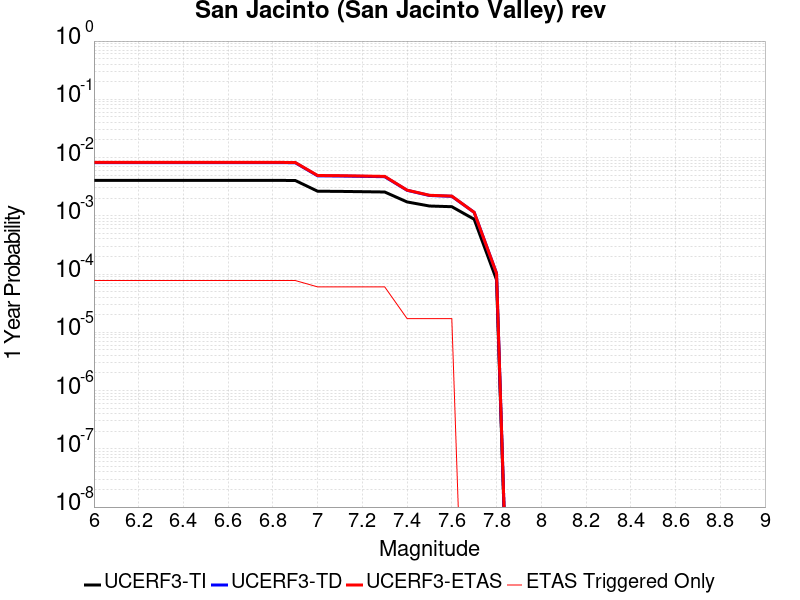 San Jacinto (San Jacinto Valley) rev
10 0
10 -1
10 -2
10 -3
10 -4
10 -5
10 -6
10 -7
10 -8
1 Year Probability
6 6.2 6.4 6.6 6.8 7 7.2 7.4 7.6 7.8 8 8.2 8.4 8.6 8.8 9
Magnitude
UCERF3-TI UCERF3-TD UCERF3-ETAS ETAS Triggered Only